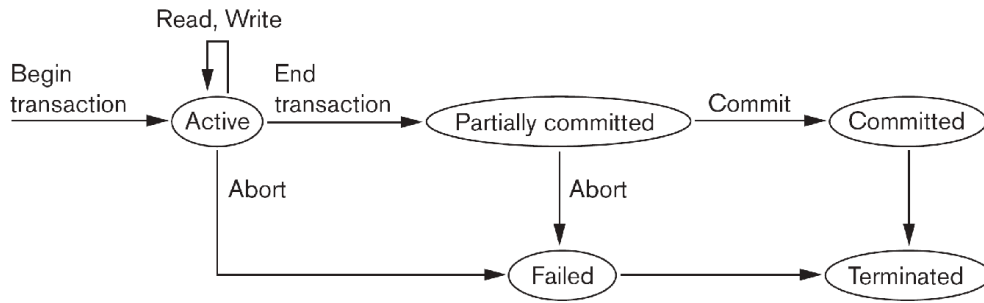 Read, Write
Begin
transaction
End
transaction
Active
Partially committed
Commit
Committed
Abort
Abort
Failed
Terminated